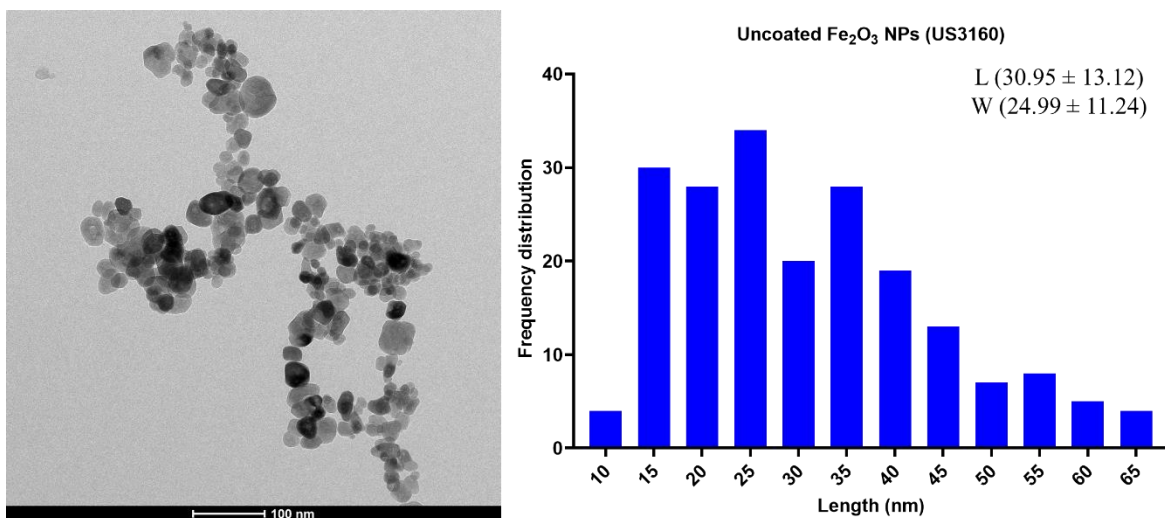 100 nm
Uncoated Fe₂O₃ NPs (US3160)
L (30.95 ± 13.12)
W (24.99 ± 11.24)
Frequency distribution
40
30
20
10
0
10 15 20 25 30 35 40 45 50 55 60 65
Length (nm)